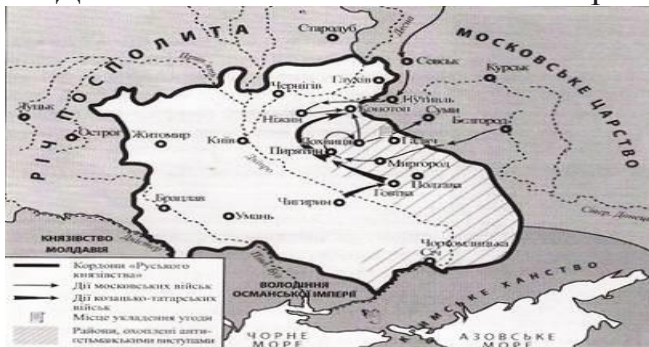 РІЧ ПОСПОЛИТА
МОСКОВСЬКЕ ЦАРСТВО
Стародуб
Десна
Севськ
Курськ
Глухів
Чернігів
Путивль
Конотоп
Суми
Бєлгород
Луцьк
Острог
Житомир
Київ
Ніжин
Лохвиця
Гадяч
Пирятин
Миргород
Дніпро
Полтава
Говтва
Чигирин
Брацлав
Умань
Чортомлицька
Січ
КНЯЗІВСТВО
МОЛДАВІЯ
ВОЛОДІННЯ
ОСМАНСЬКОЇ ІМПЕРІЇ
КРИМСЬКЕ ХАНСТВО
ЧОРНЕ
МОРЕ
АЗОВСЬКЕ
МОРЕ
Кордони «Руського
князівства»
Дії московських військ
Дії козацько-татарських
військ
Місце укладення угоди
Райони, охоплені анти-
гетьманськими виступами